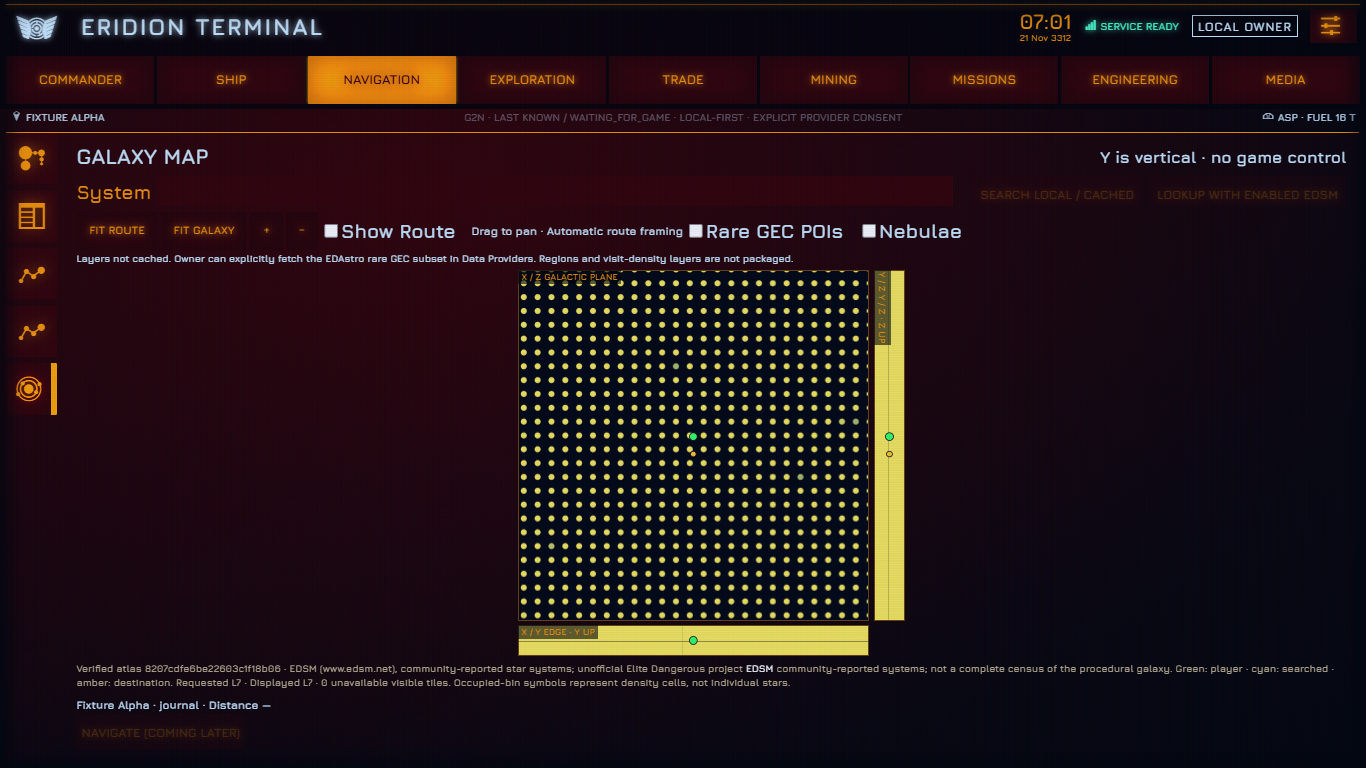 ERIDION TERMINAL
07:01
21 Nov 3312
SERVICE READY
LOCAL OWNER
COMMANDER
SHIP
NAVIGATION
EXPLORATION
TRADE
MINING
MISSIONS
ENGINEERING
MEDIA
FIXTURE ALPHA
G2N · LAST KNOWN / WAITING_FOR_GAME · LOCAL-FIRST · EXPLICIT PROVIDER CONSENT
ASP · FUEL 16 T
GALAXY MAP
Y is vertical · no game control
System
SEARCH LOCAL / CACHED
LOOKUP WITH ENABLED EDSM
FIT ROUTE
FIT GALAXY
+
−
Show Route
Drag to pan · Automatic route framing
Rare GEC POIs
Nebulae
Layers not cached. Owner can explicitly fetch the EDAstro rare GEC subset in Data Providers. Regions and visit-density layers are not packaged.
X / Z GALACTIC PLANE
Y / Z Y / Z · Z UP
X / Y EDGE · Y UP
Verified atlas 8207cdfe6be22603c1f18b06 · EDSM (www.edsm.net), community-reported star systems; unofficial Elite Dangerous project EDSM community-reported systems; not a complete census of the procedural galaxy. Green: player · cyan: searched ·
amber: destination. Requested L7 · Displayed L7 · 0 unavailable visible tiles. Occupied-bin symbols represent density cells, not individual stars.
Fixture Alpha · journal · Distance —
NAVIGATE (COMING LATER)